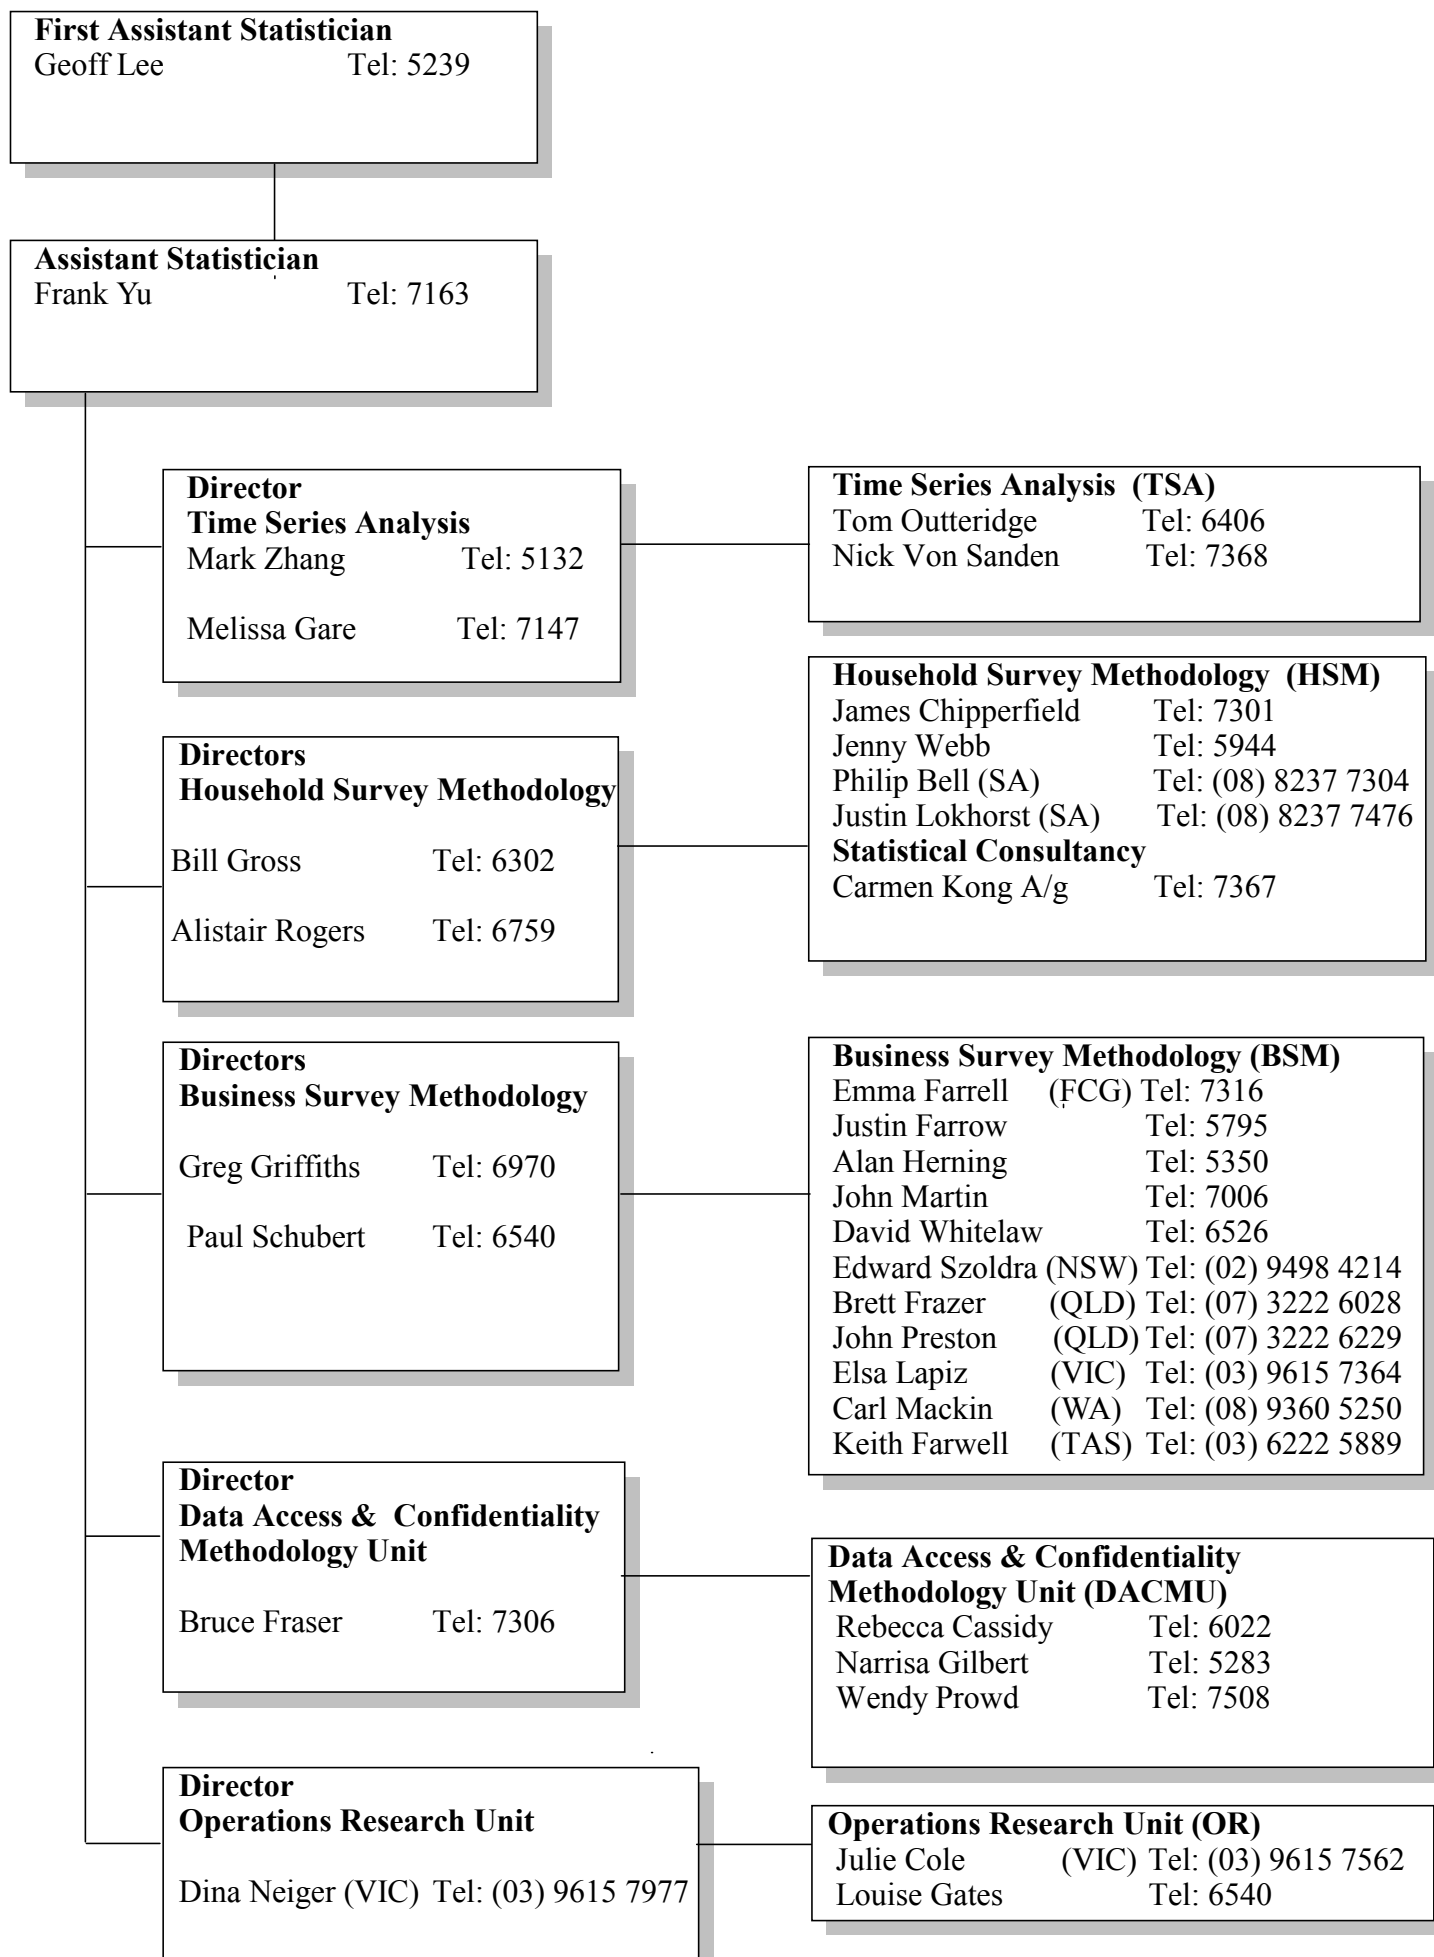 First Assistant Statistician
Geoff Lee Tel: 5239
Assistant Statistician
Frank Yu Tel: 7163
Director
Time Series Analysis
Mark Zhang Tel: 5132
Melissa Gare Tel: 7147
Time Series Analysis (TSA)
Tom Outteridge Tel: 6406
Nick Von Sanden Tel: 7368
Directors
Household Survey Methodology
Bill Gross Tel: 6302
Alistair Rogers Tel: 6759
Household Survey Methodology (HSM)
James Chipperfield Tel: 7301
Jenny Webb Tel: 5944
Philip Bell (SA) Tel: (08) 8237 7304
Justin Lokhorst (SA) Tel: (08) 8237 7476
Statistical Consultancy
Carmen Kong A/g Tel: 7367
Directors
Business Survey Methodology
Greg Griffiths Tel: 6970
Paul Schubert Tel: 6540
Business Survey Methodology (BSM)
Emma Farrell (FCG) Tel: 7316
Justin Farrow Tel: 5795
Alan Herning Tel: 5350
John Martin Tel: 7006
David Whitelaw Tel: 6526
Edward Szoldra (NSW) Tel: (02) 9498 4214
Brett Frazer (QLD) Tel: (07) 3222 6028
John Preston (QLD) Tel: (07) 3222 6229
Elsa Lapiz (VIC) Tel: (03) 9615 7364
Carl Mackin (WA) Tel: (08) 9360 5250
Keith Farwell (TAS) Tel: (03) 6222 5889
Director
Data Access & Confidentiality
Methodology Unit
Bruce Fraser Tel: 7306
Data Access & Confidentiality
Methodology Unit (DACMU)
Rebecca Cassidy Tel: 6022
Narrisa Gilbert Tel: 5283
Wendy Prowd Tel: 7508
Director
Operations Research Unit
Dina Neiger (VIC) Tel: (03) 9615 7977
Operations Research Unit (OR)
Julie Cole (VIC) Tel: (03) 9615 7562
Louise Gates Tel: 6540